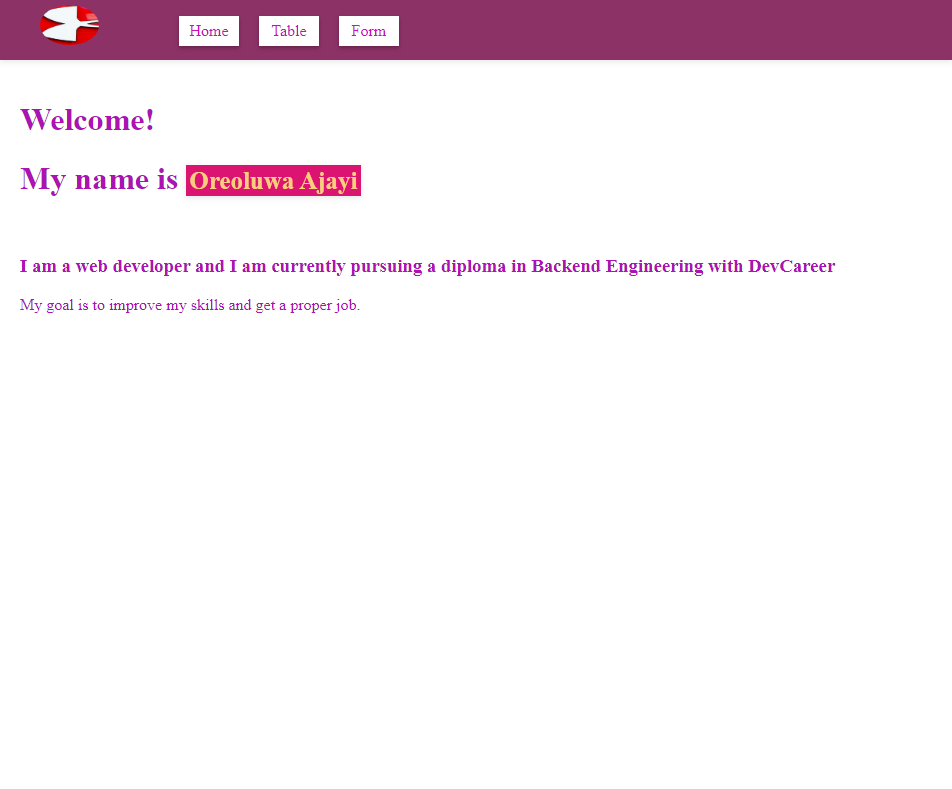 Home Table Form
Welcome!
My name is Oreoluwa Ajayi
I am a web developer and I am currently pursuing a diploma in Backend Engineering with DevCareer
My goal is to improve my skills and get a proper job.